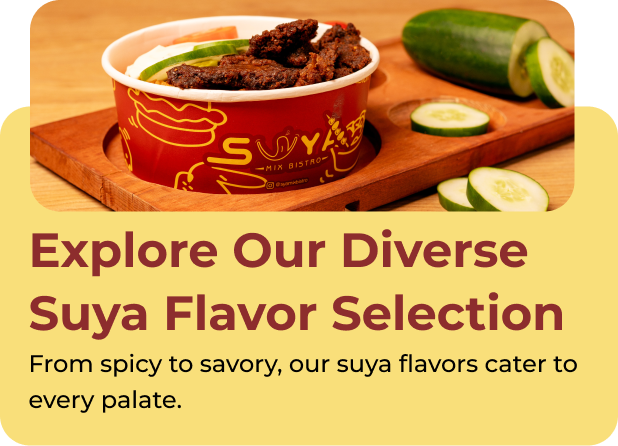 SUYA
MIX BISTRO
Explore Our Diverse
Suya Flavor Selection
From spicy to savory, our suya flavors cater to
every palate.